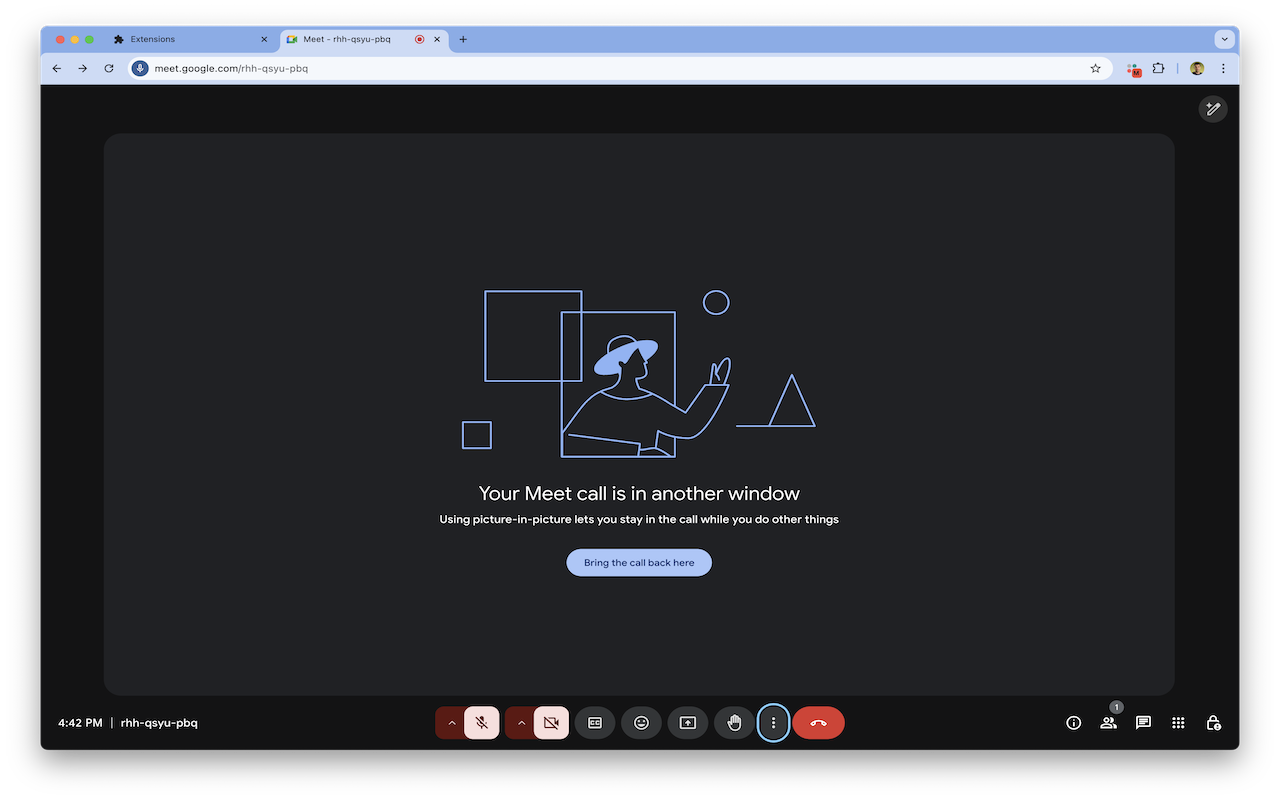 Extensions
Meet - rhh-qsyu-pbq
meet.google.com/rhh-qsyu-pbq
M
Your Meet call is in another window
Using picture-in-picture lets you stay in the call while you do other things
Bring the call back here
4:42 PM | rhh-qsyu-pbq
CC
1